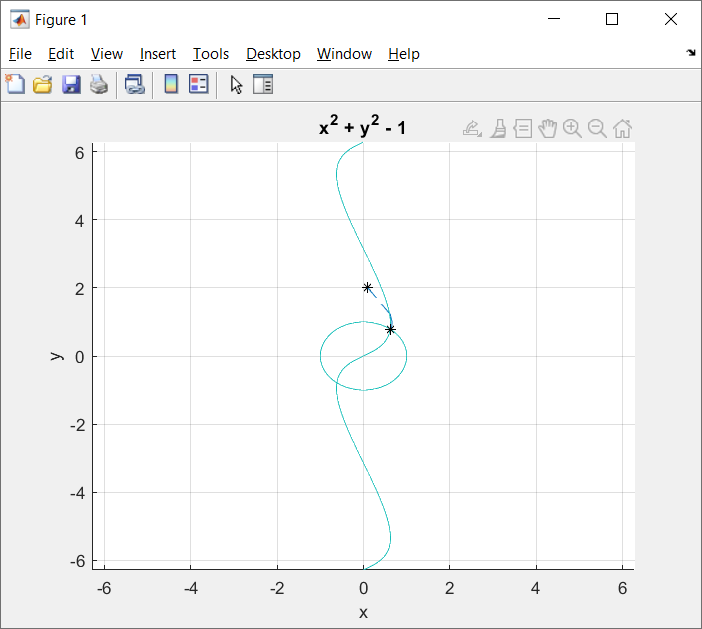 Figure 1
File Edit View Insert Tools Desktop Window Help
x² + y² - 1
6
4
2
0
-2
-4
-6
y
-6 -4 -2 0 2 4 6
x